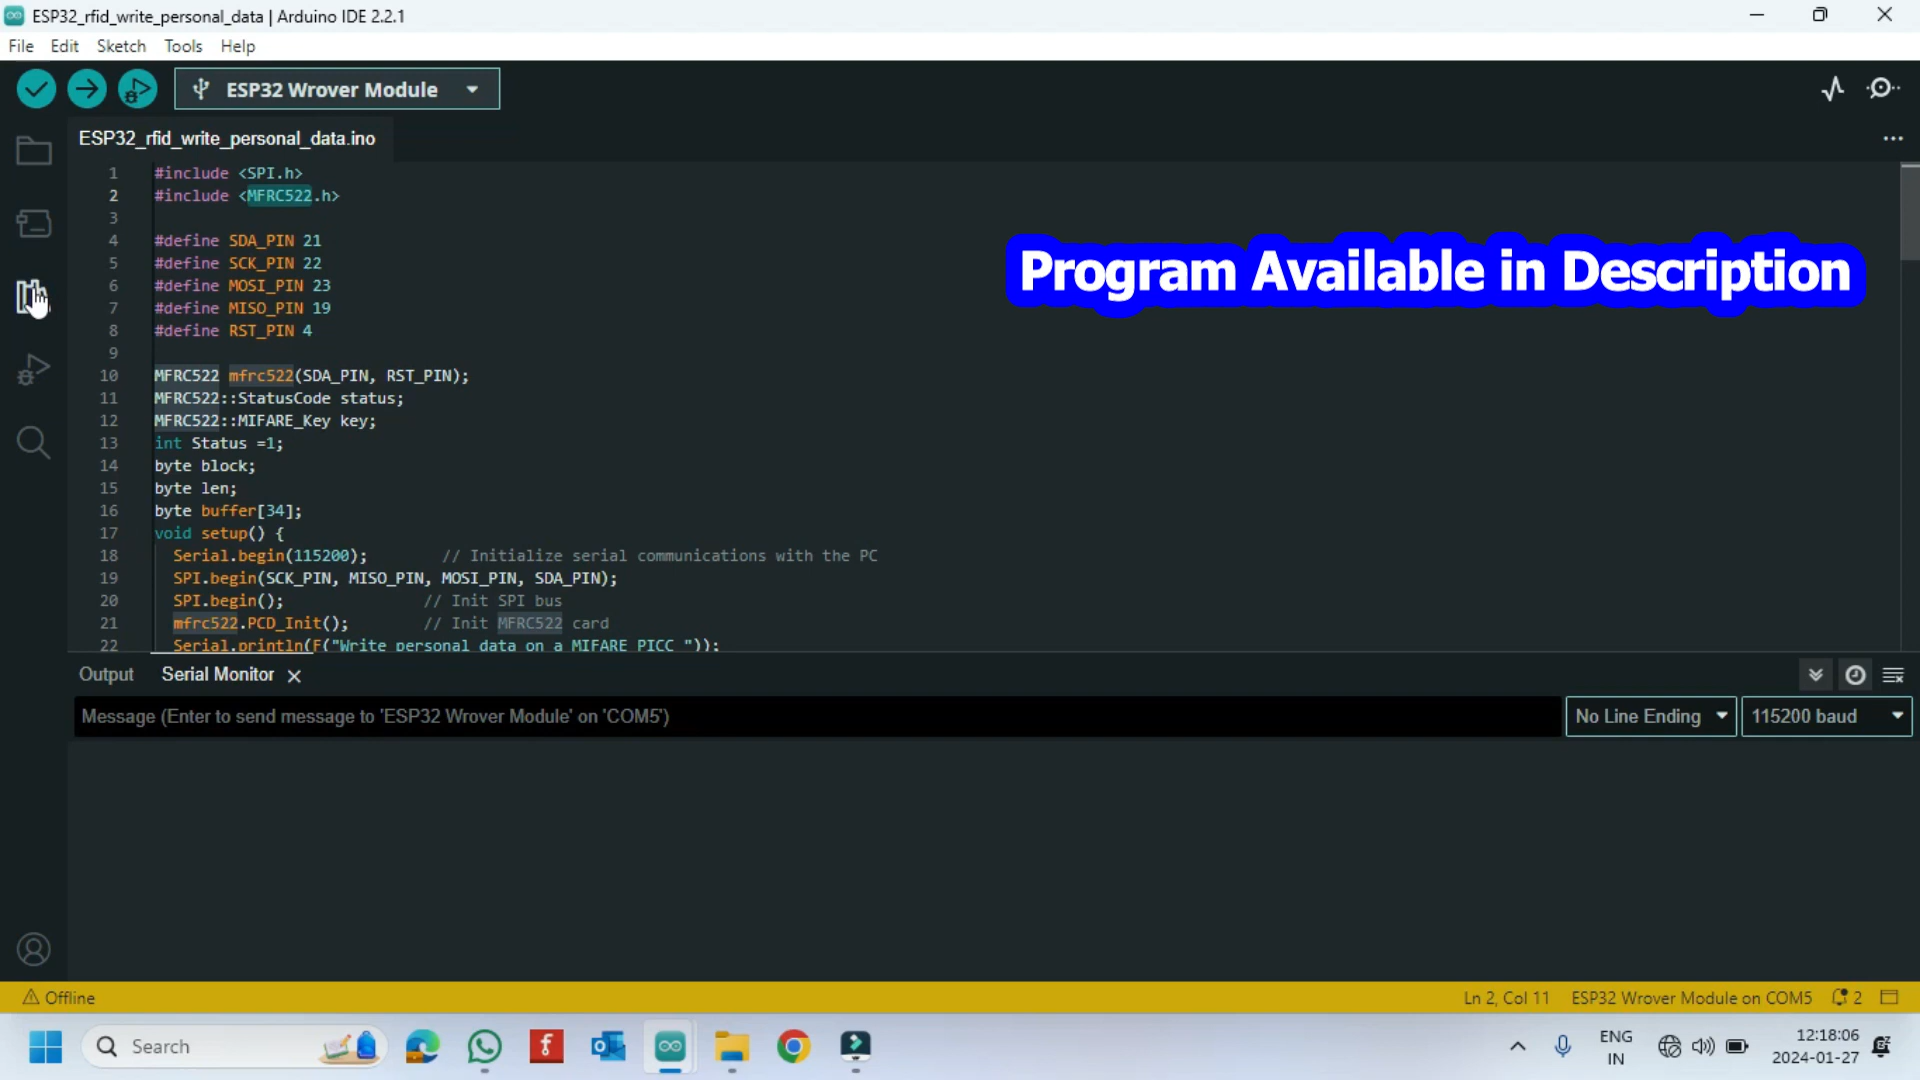 ESP32_rfid_write_personal_data | Arduino IDE 2.2.1
File Edit Sketch Tools Help
ESP32 Wrover Module
ESP32_rfid_write_personal_data.ino
1 #include <SPI.h>
2 #include <MFRC522.h>
3
4 #define SDA_PIN 21
5 #define SCK_PIN 22
6 #define MOSI_PIN 23
7 #define MISO_PIN 19
8 #define RST_PIN 4
9
10 MFRC522 mfrc522(SDA_PIN, RST_PIN);
11 MFRC522::StatusCode status;
12 MFRC522::MIFARE_Key key;
13 int Status =1;
14 byte block;
15 byte len;
16 byte buffer[34];
17 void setup() {
18 Serial.begin(115200); // Initialize serial communications with the PC
19 SPI.begin(SCK_PIN, MISO_PIN, MOSI_PIN, SDA_PIN);
20 SPI.begin(); // Init SPI bus
21 mfrc522.PCD_Init(); // Init MFRC522 card
22 Serial.println(F("Write personal data on a MIFARE PICC "));
Program Available in Description
Output Serial Monitor
Message (Enter to send message to 'ESP32 Wrover Module' on 'COM5')
No Line Ending 115200 baud
Offline
Ln 2, Col 11 ESP32 Wrover Module on COM5 2
Search
ENG
IN
12:18:06
2024-01-27